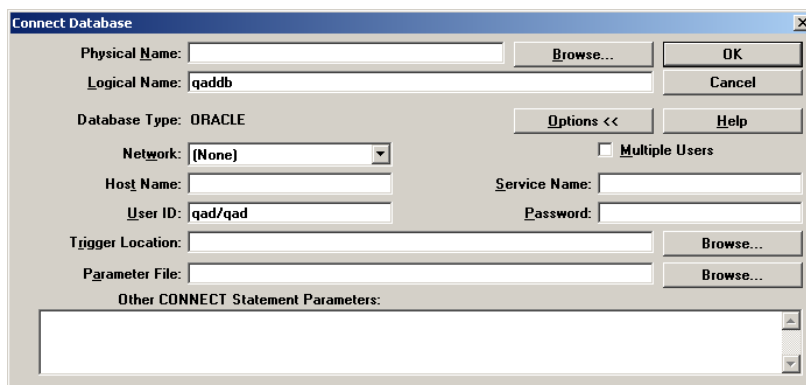 Connect Database
Physical Name: Browse... OK
Logical Name: qaddb Cancel
Database Type: ORACLE Options << Help
Network: (None) Multiple Users
Host Name: Service Name:
User ID: qad/qad Password:
Trigger Location: Browse...
Parameter File: Browse...
Other CONNECT Statement Parameters: